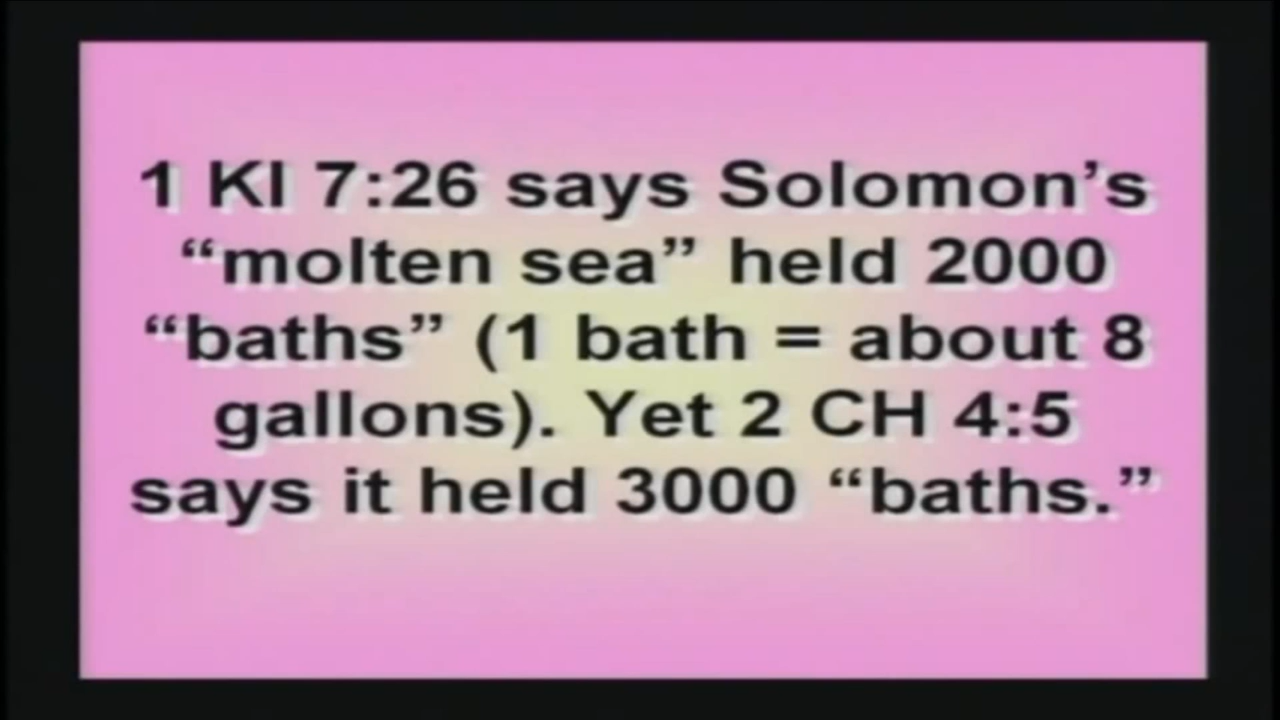 1 KI 7:26 says Solomon’s
“molten sea” held 2000
“baths” (1 bath = about 8
gallons). Yet 2 CH 4:5
says it held 3000 “baths.”